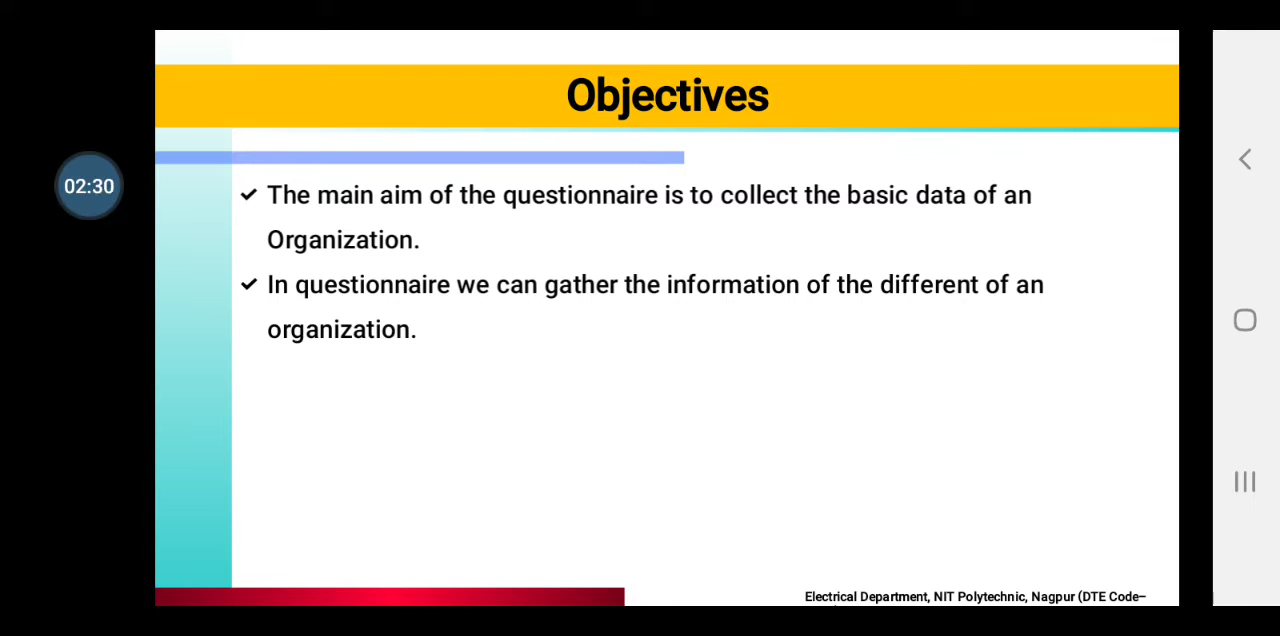 Objectives
02:30
✔ The main aim of the questionnaire is to collect the basic data of an
Organization.
✔ In questionnaire we can gather the information of the different of an
organization.
Electrical Department, NIT Polytechnic, Nagpur (DTE Code–